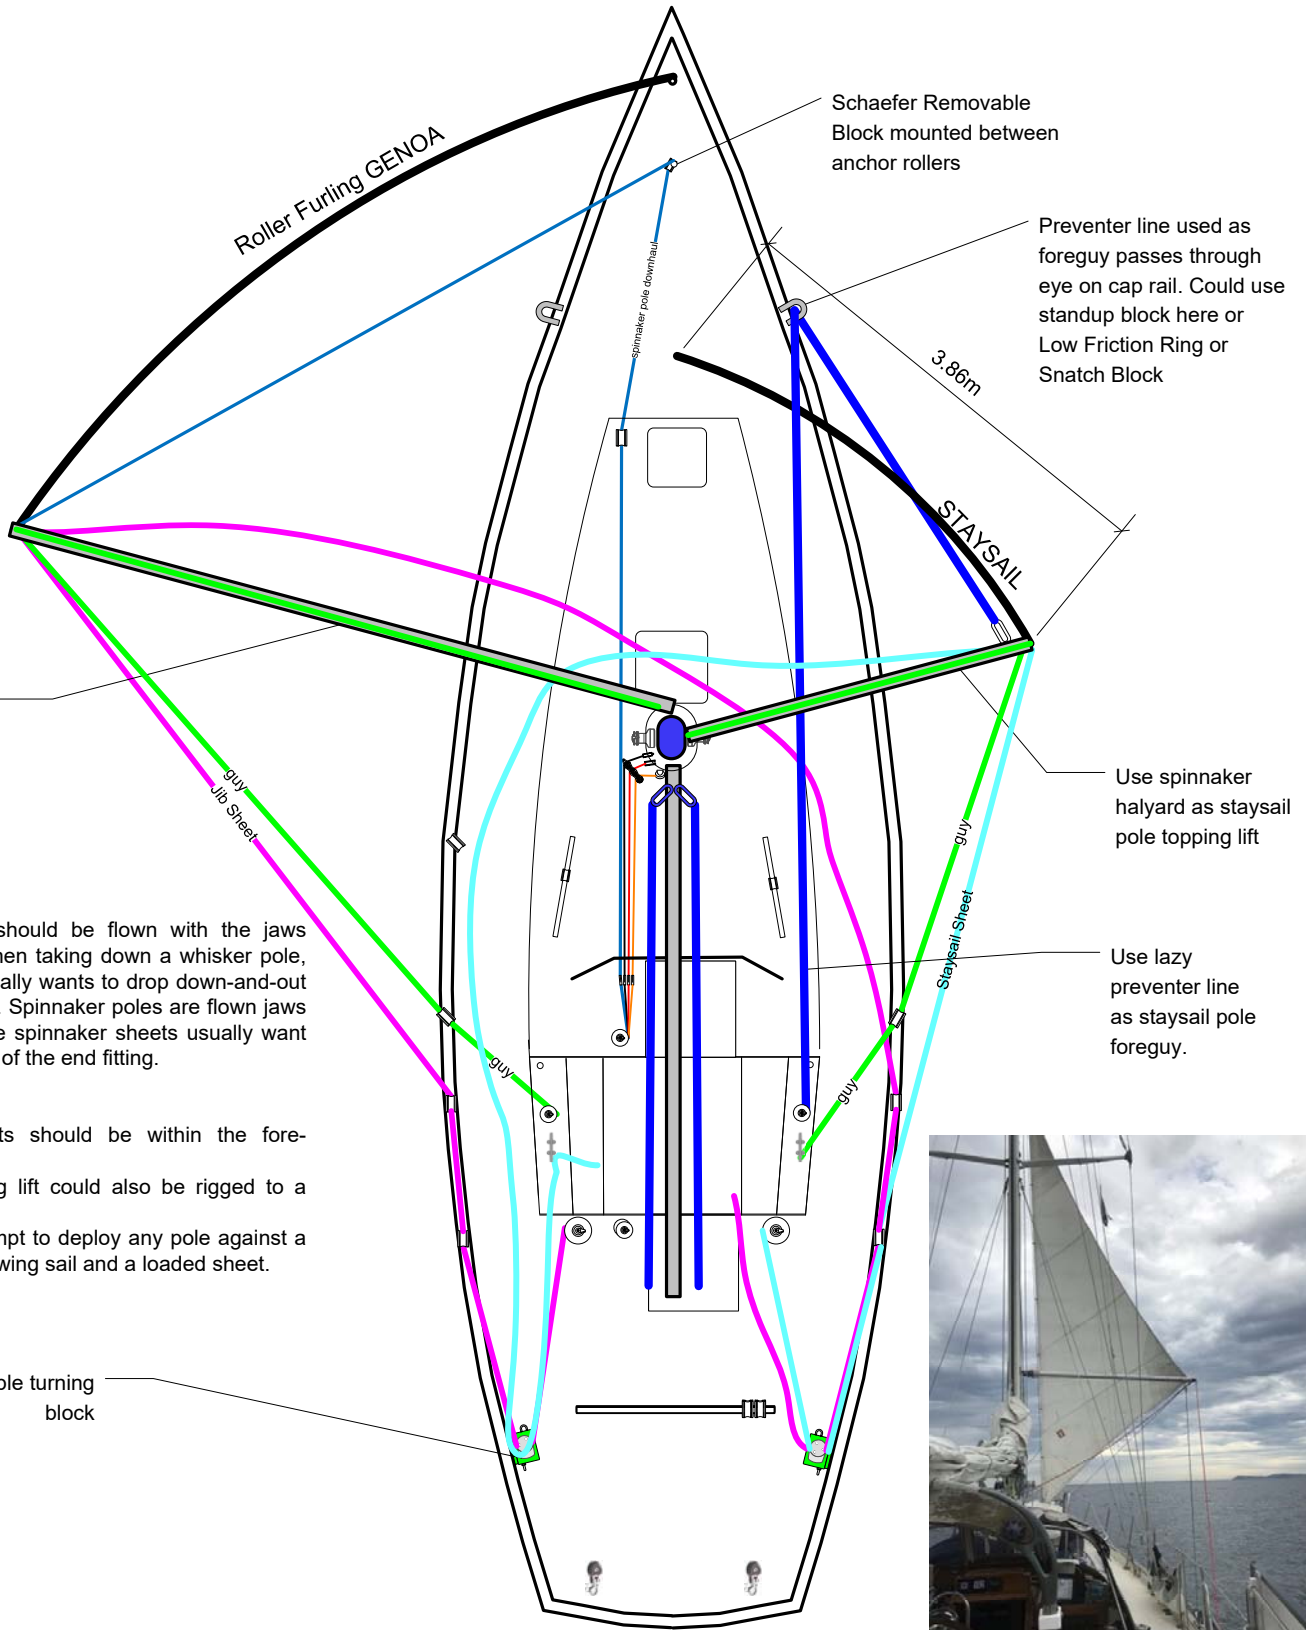 Schaefer Removable
Block mounted between
anchor rollers
Roller Furling GENOA
spinnaker pole downhaul
Preventer line used as
foreguy passes through
eye on cap rail. Could use
standup block here or
Low Friction Ring or
Snatch Block
3.86m
STAYSAIL
guy
Jib Sheet
Use spinnaker
halyard as staysail
pole topping lift
guy
Staysail Sheet
should be flown with the jaws
hen taking down a whisker pole,
ally wants to drop down-and-out
. Spinnaker poles are flown jaws
e spinnaker sheets usually want
of the end fitting.
Use lazy
preventer line
as staysail pole
foreguy.
guy
guy
ts should be within the fore-
g lift could also be rigged to a
mpt to deploy any pole against a
wing sail and a loaded sheet.
ble turning
block